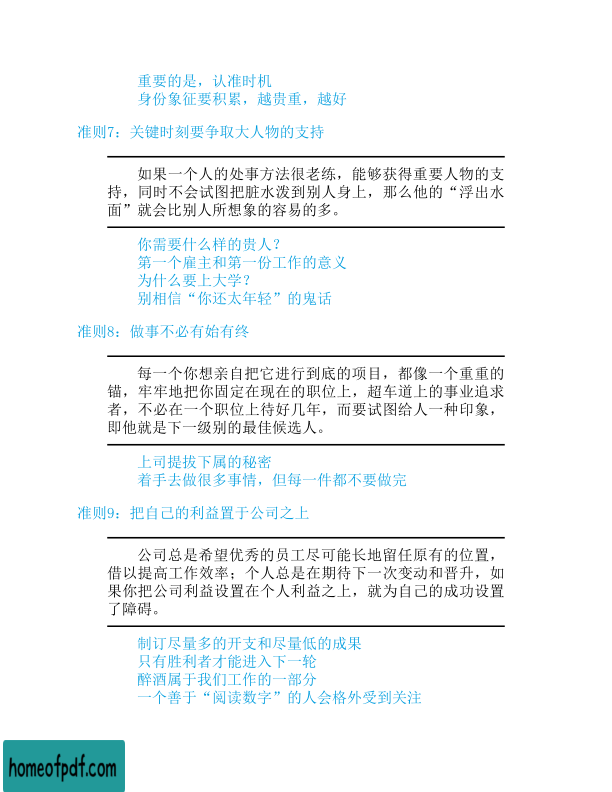 重要的是，认准时机
身份象征要积累，越贵重，越好
准则7：关键时刻要争取大人物的支持
如果一个人的处事方法很老练，能够获得重要人物的支
持，同时不会试图把脏水泼到别人身上，那么他的“浮出水
面”就会比别人所想象的容易的多。
你需要什么样的贵人？
第一个雇主和第一份工作的意义
为什么要上大学？
别相信“你还太年轻”的鬼话
准则8：做事不必有始有终
每一个你想亲自把它进行到底的项目，都像一个重重的
锚，牢牢地把你固定在现在的职位上，超车道上的事业追求
者，不必在一个职位上待好几年，而要试图给人一种印象，
即他就是下一级别的最佳候选人。
上司提拔下属的秘密
着手去做很多事情，但每一件都不要做完
准则9：把自己的利益置于公司之上
公司总是希望优秀的员工尽可能长地留任原有的位置，
借以提高工作效率；个人总是在期待下一次变动和晋升，如
果你把公司利益设置在个人利益之上，就为自己的成功设置
了障碍。
制订尽量多的开支和尽量低的成果
只有胜利者才能进入下一轮
醉酒属于我们工作的一部分
一个善于“阅读数字”的人会格外受到关注
homeofpdf.com